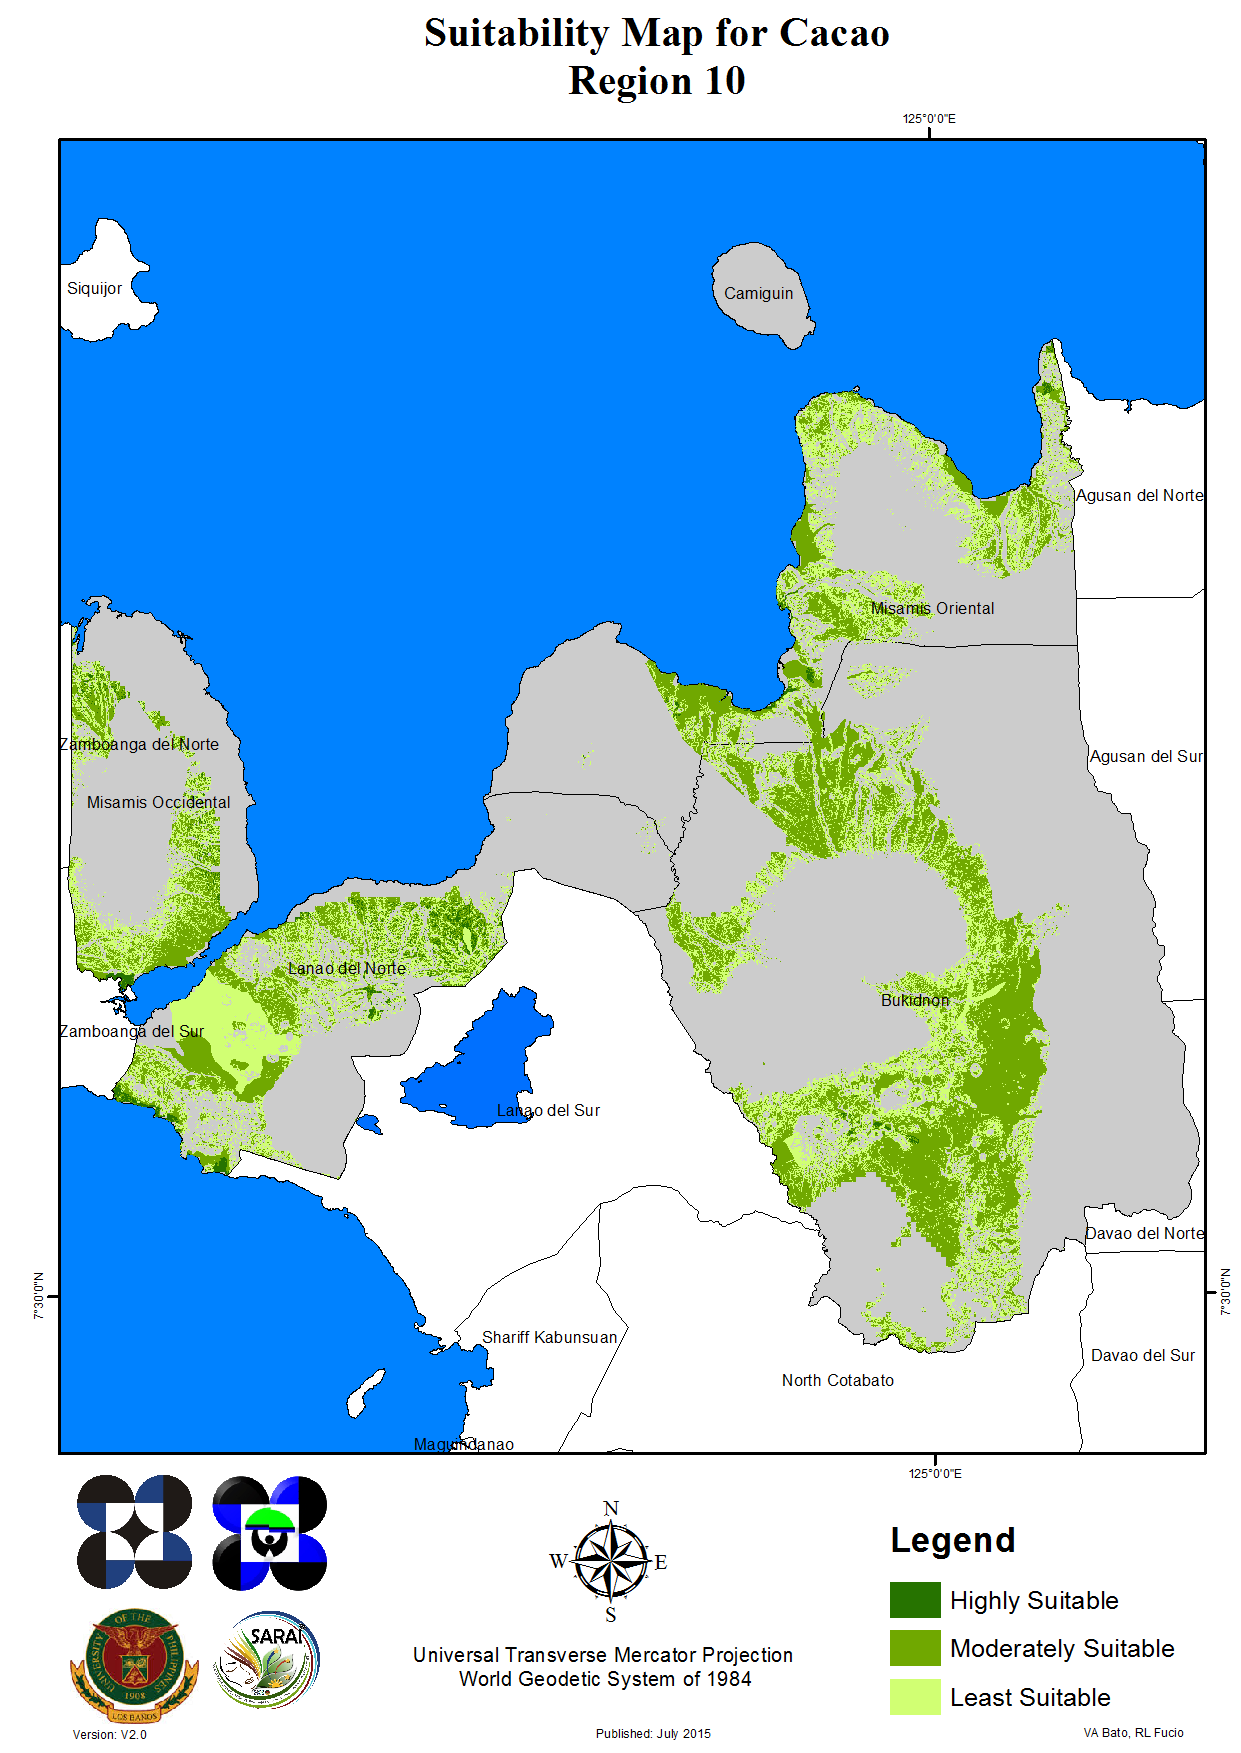 Suitability Map for Cacao
Region 10
125°0'0"E
Siquijor
Camiguin
Agusan del Norte
Misamis Oriental
Zamboanga del Norte
Agusan del Sur
Misamis Occidental
Lanao del Norte
Bukidnon
Zamboanga del Sur
Lanao del Sur
Davao del Norte
7°30'0"N
7°30'0"N
Shariff Kabunsuan
Davao del Sur
North Cotabato
Maguindanao
125°0'0"E
N
W
E
S
Legend
Highly Suitable
Moderately Suitable
Least Suitable
UNIVERSITY OF THE PHILIPPINES
1908
LOS BAÑOS
SARAI
Universal Transverse Mercator Projection
World Geodetic System of 1984
Version: V2.0
Published: July 2015
VA Bato, RL Fucio